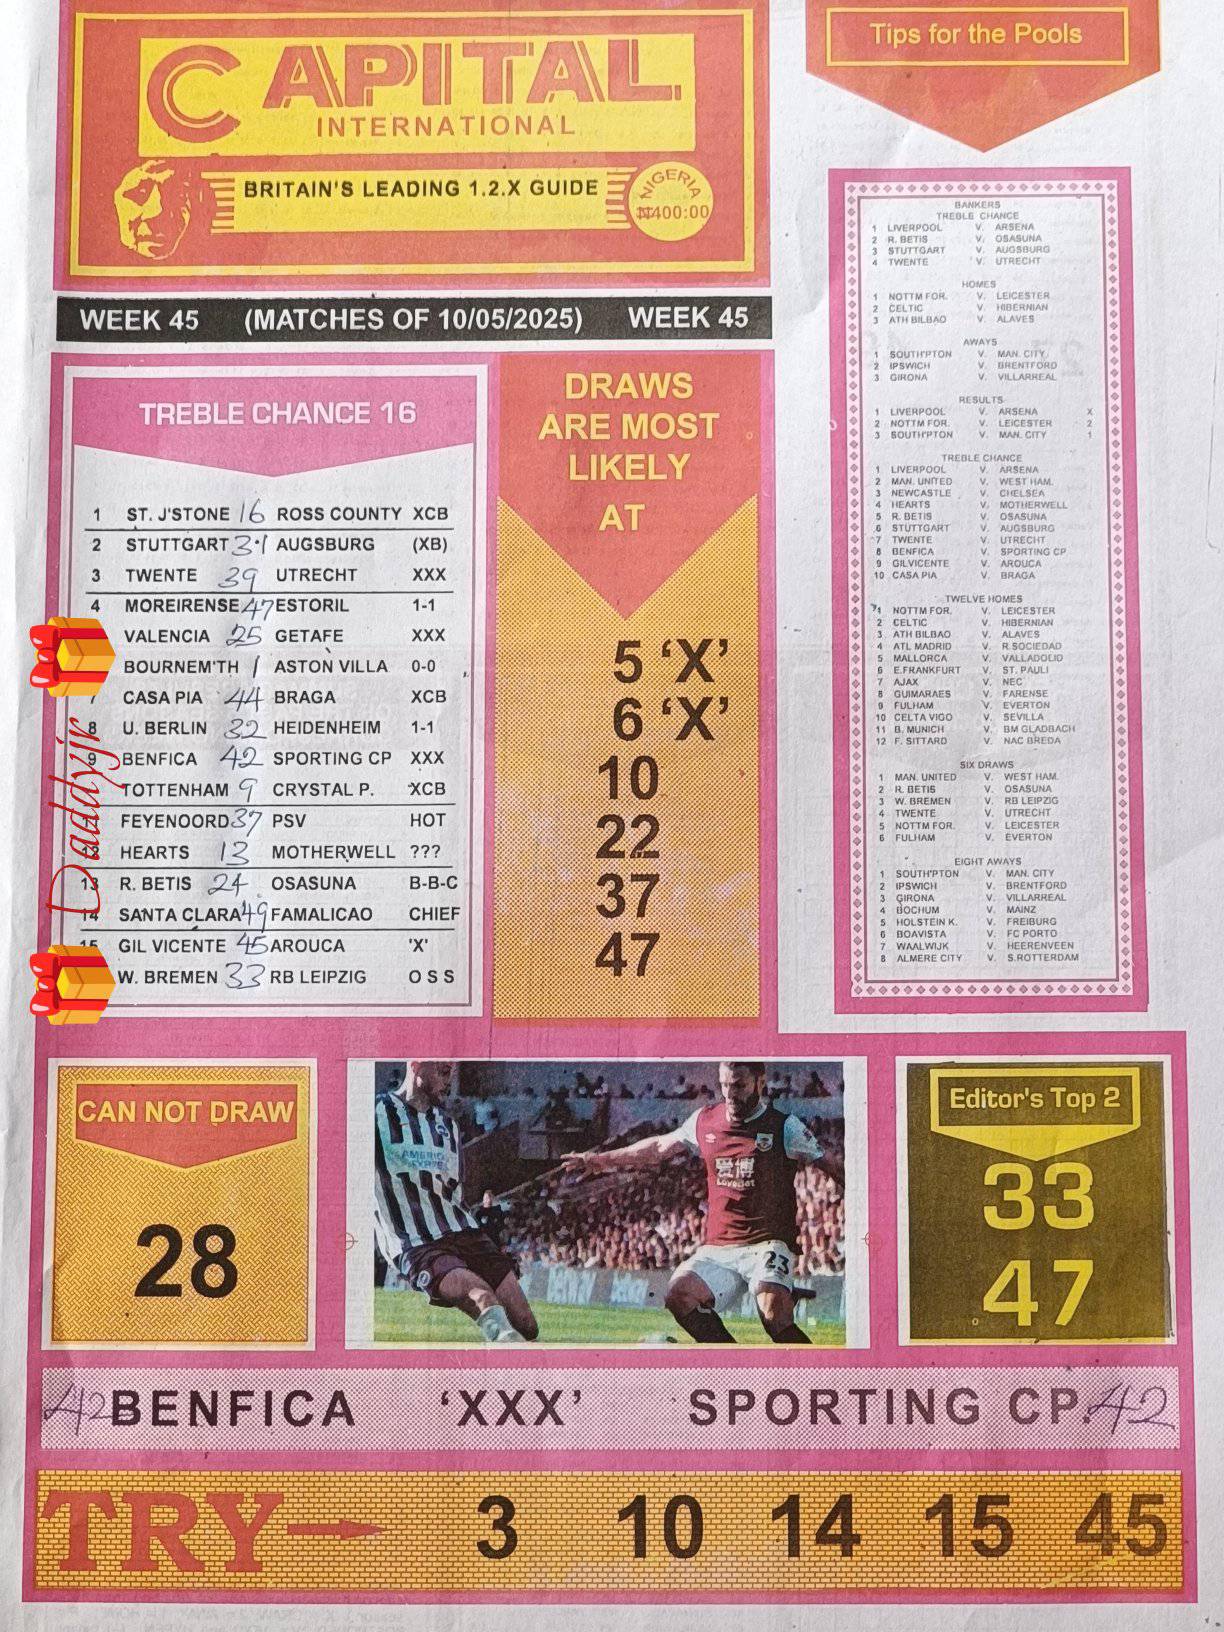 CAPITAL
INTERNATIONAL
BRITAIN'S LEADING 1.2.X GUIDE
NIGERIA
₦400:00
WEEK 45 (MATCHES OF 10/05/2025) WEEK 45
TREBLE CHANCE 16
1 ST. J'STONE 16 ROSS COUNTY XCB
2 STUTTGART 31 AUGSBURG (XB)
3 TWENTE 39 UTRECHT XXX
4 MOREIRENSE 47 ESTORIL 1-1
VALENCIA 25 GETAFE XXX
BOURNEM'TH 1 ASTON VILLA 0-0
7 CASA PIA 44 BRAGA XCB
8 U. BERLIN 32 HEIDENHEIM 1-1
9 BENFICA 42 SPORTING CP XXX
TOTTENHAM 9 CRYSTAL P. XCB
FEYENOORD 37 PSV HOT
12 HEARTS 13 MOTHERWELL ???
13 R. BETIS 24 OSASUNA B-B-C
14 SANTA CLARA 49 FAMALICAO CHIEF
15 GIL VICENTE 45 AROUCA 'X'
W. BREMEN 33 RB LEIPZIG O S S
Daddyjr
DRAWS
ARE MOST
LIKELY
AT
5 'X'
6 'X'
10
22
37
47
Tips for the Pools
BANKERS
TREBLE CHANCE
1 LIVERPOOL V. ARSENA
2 R. BETIS V. OSASUNA
3 STUTTGART V. AUGSBURG
4 TWENTE V. UTRECHT
HOMES
1 NOTTM FOR. V. LEICESTER
2 CELTIC V. HIBERNIAN
3 ATH BILBAO V. ALAVES
AWAYS
1 SOUTH'PTON V. MAN. CITY
2 IPSWICH V. BRENTFORD
3 GIRONA V. VILLARREAL
RESULTS
1 LIVERPOOL V. ARSENA X
2 NOTTM FOR. V. LEICESTER 2
3 SOUTH'PTON V. MAN. CITY 1
TREBLE CHANCE
1 LIVERPOOL V. ARSENA
2 MAN. UNITED V. WEST HAM.
3 NEWCASTLE V. CHELSEA
4 HEARTS V. MOTHERWELL
5 R. BETIS V. OSASUNA
6 STUTTGART V. AUGSBURG
7 TWENTE V. UTRECHT
8 BENFICA V. SPORTING CP
9 GILVICENTE V. AROUCA
10 CASA PIA V. BRAGA
TWELVE HOMES
1 NOTTM FOR. V. LEICESTER
2 CELTIC V. HIBERNIAN
3 ATH BILBAO V. ALAVES
4 ATL MADRID V. R.SOCIEDAD
5 MALLORCA V. VALLADOLID
6 E.FRANKFURT V. ST. PAULI
7 AJAX V. NEC
8 GUIMARAES V. FARENSE
9 FULHAM V. EVERTON
10 CELTA VIGO V. SEVILLA
11 B. MUNICH V. BM GLADBACH
12 F. SITTARD V. NAC BREDA
SIX DRAWS
1 MAN. UNITED V. WEST HAM.
2 R. BETIS V. OSASUNA
3 W. BREMEN V. RB LEIPZIG
4 TWENTE V. UTRECHT
5 NOTTM FOR. V. LEICESTER
6 FULHAM V. EVERTON
EIGHT AWAYS
1 SOUTH'PTON V. MAN. CITY
2 IPSWICH V. BRENTFORD
3 GIRONA V. VILLARREAL
4 BOCHUM V. MAINZ
5 HOLSTEIN K. V. FREIBURG
6 BOAVISTA V. FC PORTO
7 WAALWIJK V. HEERENVEEN
8 ALMERE CITY V. S.ROTTERDAM
CAN NOT DRAW
28
AMERIC
EXPRES
爱博
LoveBet
23
Editor's Top 2
33
47
42 BENFICA 'XXX' SPORTING CP. 42
TRY 3 10 14 15 45